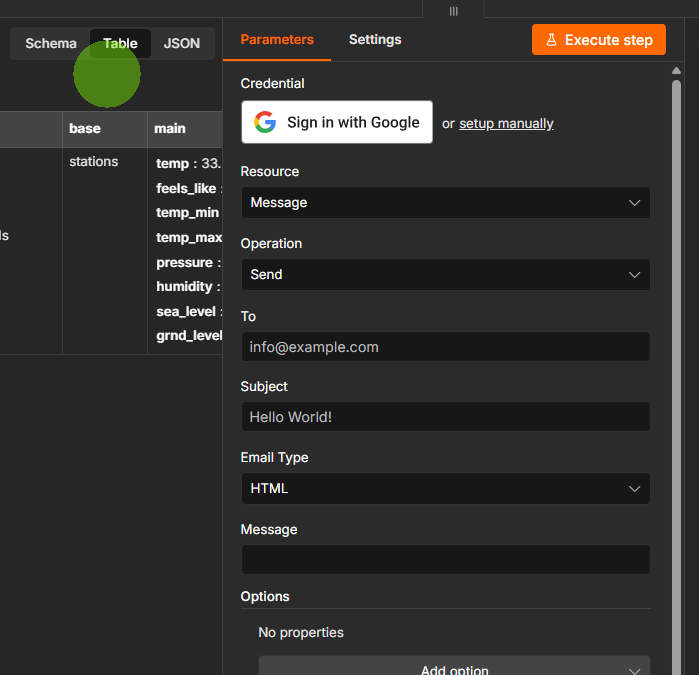 Schema Table JSON
base main
stations
temp : 33.
feels_like :
temp_min
temp_max
pressure :
humidity :
sea_level :
grnd_level
ls
Parameters Settings
Execute step
Credential
Sign in with Google or setup manually
Resource
Message
Operation
Send
To
info@example.com
Subject
Hello World!
Email Type
HTML
Message
Options
No properties
Add option